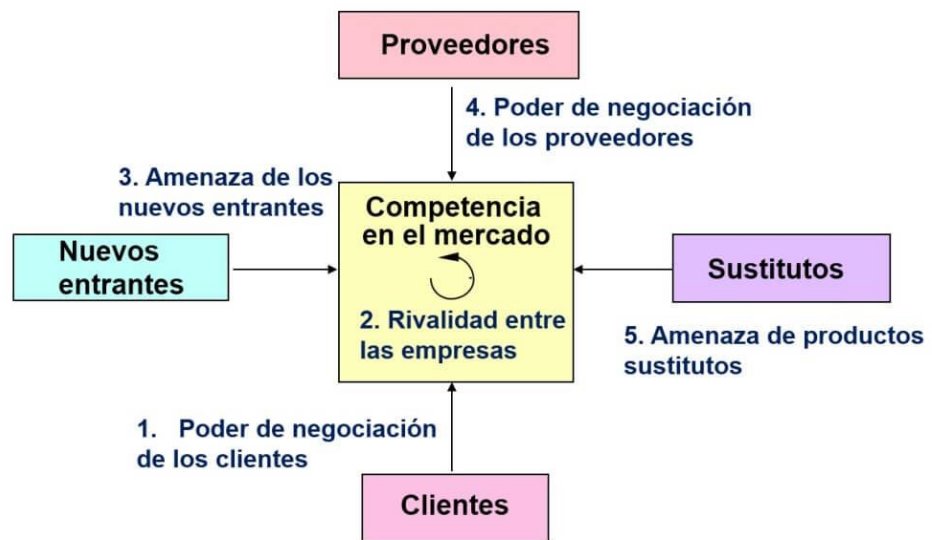 Proveedores
4. Poder de negociación
de los proveedores
3. Amenaza de los
nuevos entrantes
Competencia
en el mercado
Nuevos
entrantes
Sustitutos
2. Rivalidad entre
las empresas
5. Amenaza de productos
sustitutos
1. Poder de negociación
de los clientes
Clientes